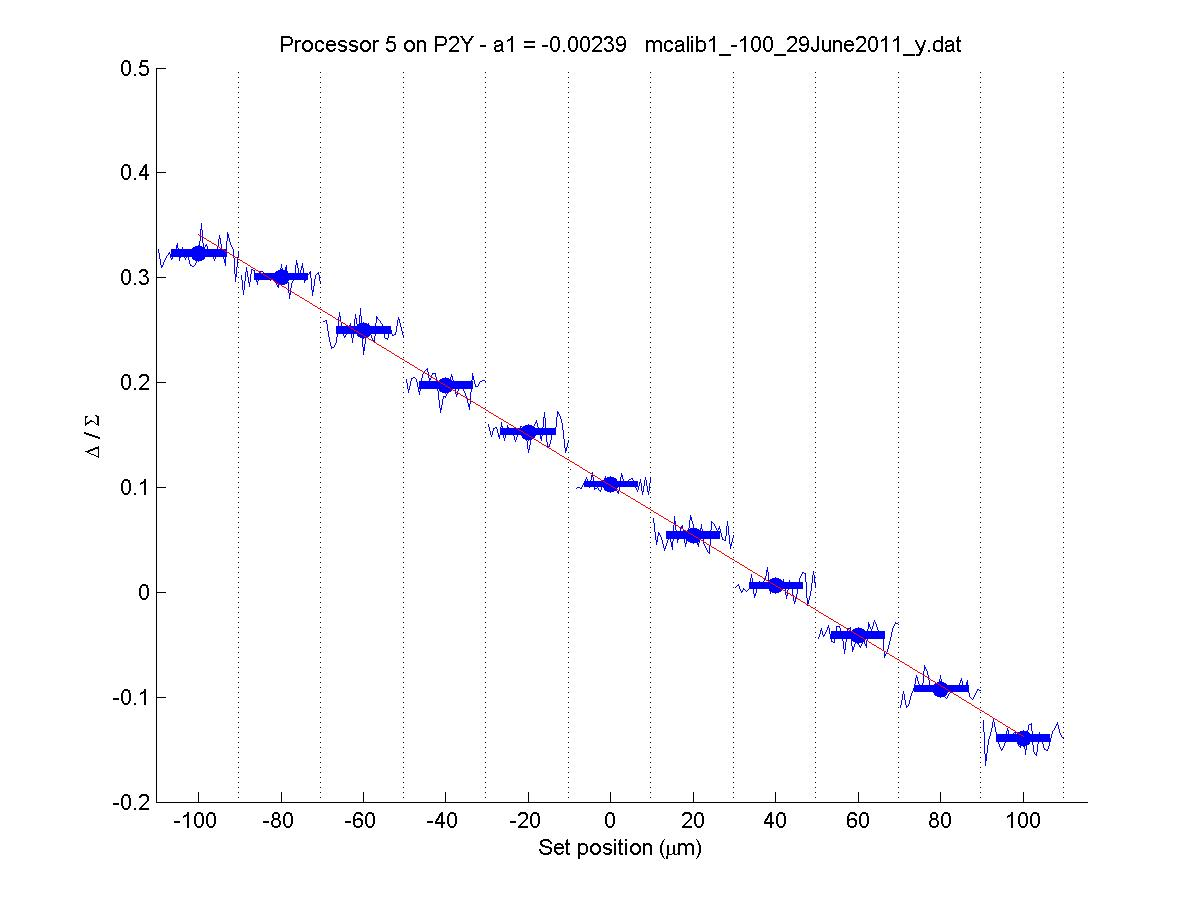 Processor 5 on P2Y - a1 = -0.00239   mcalib1_-100_29June2011_y.dat
0.5
0.4
0.3
0.2
0.1
0
-0.1
-0.2
Δ / Σ
-100 -80 -60 -40 -20 0 20 40 60 80 100
Set position (μm)